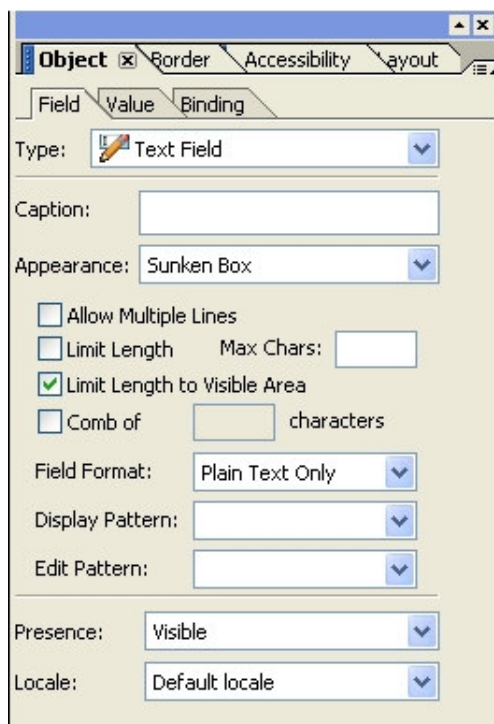 Object Border Accessibility Layout
Field Value Binding
Type: Text Field
Caption:
Appearance: Sunken Box
Allow Multiple Lines
Limit Length Max Chars:
Limit Length to Visible Area
Comb of characters
Field Format: Plain Text Only
Display Pattern:
Edit Pattern:
Presence: Visible
Locale: Default locale